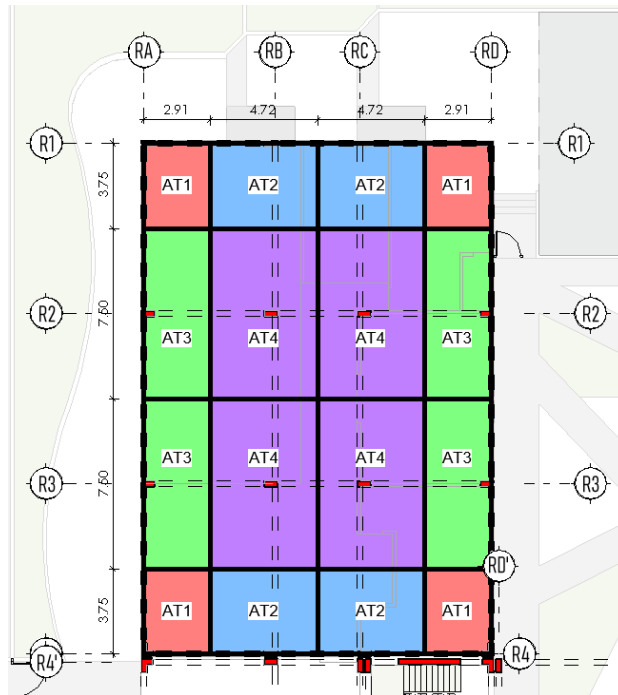 RA RB RC RD
2.91 4.72 4.72 2.91
R1 R1
3.75 AT1 AT2 AT2 AT1
7.60 R2 R2
AT3 AT4 AT4 AT3
7.60 AT3 AT4 AT4 AT3
R3 R3
RD'
3.75 AT1 AT2 AT2 AT1
R4' R4